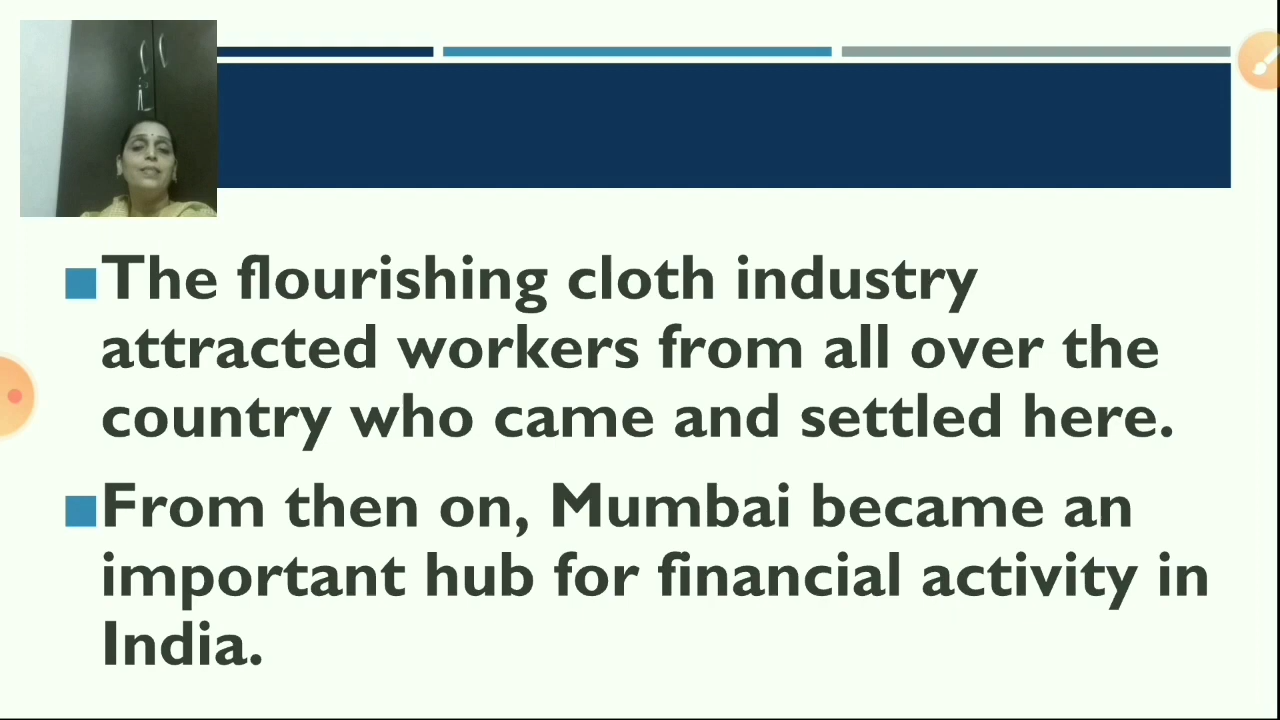 The flourishing cloth industry
attracted workers from all over the
country who came and settled here.
From then on, Mumbai became an
important hub for financial activity in
India.